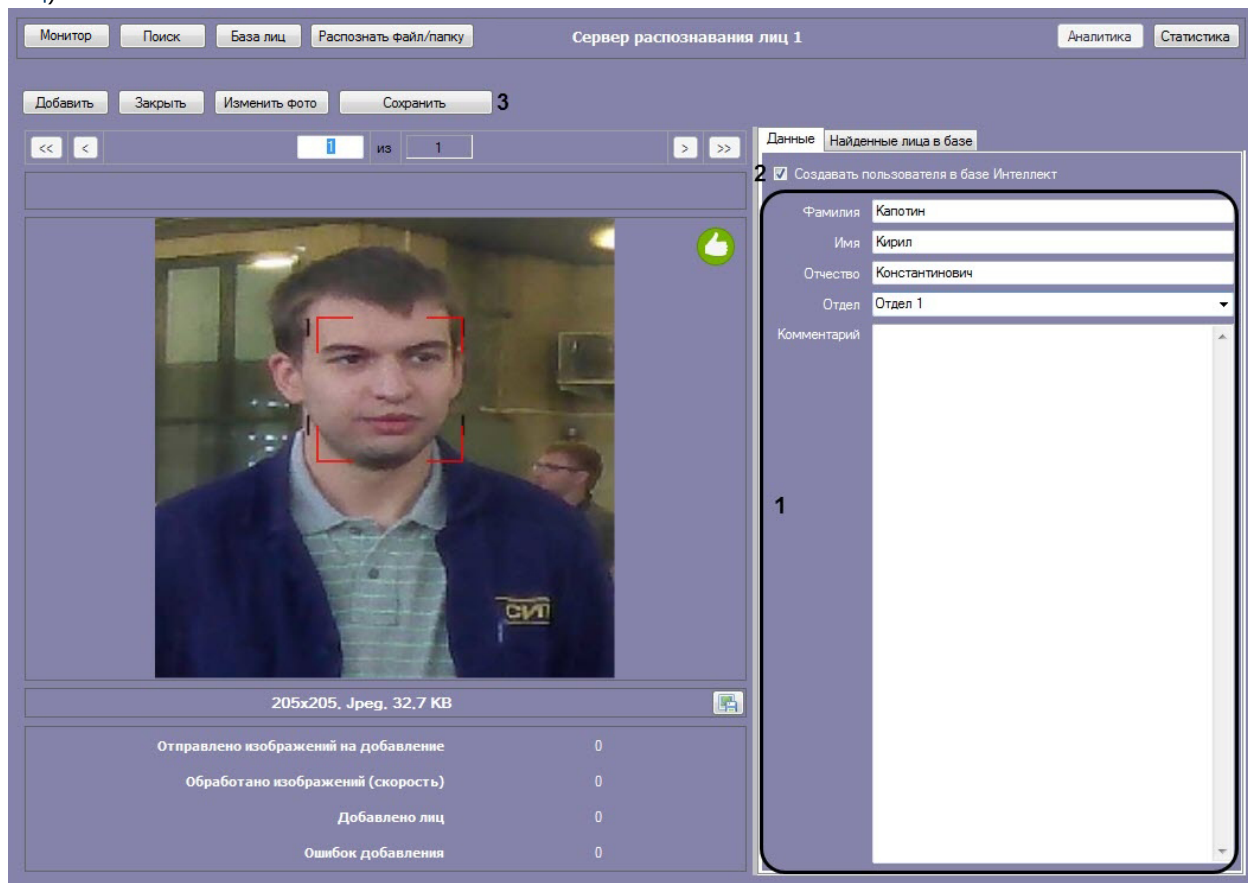 Монитор Поиск База лиц Распознать файл/папку Сервер распознавания лиц 1 Аналитика Статистика
Добавить Закрыть Изменить фото Сохранить 3
<< < 1 из 1 > >>
Данные Найденные лица в базе
2 Создавать пользователя в базе Интеллект
Фамилия Капотин
Имя Кирил
Отчество Константинович
Отдел Отдел 1
Комментарий
1
СИП
205x205, Jpeg, 32,7 KB
Отправлено изображений на добавление 0
Обработано изображений (скорость) 0
Добавлено лиц 0
Ошибок добавления 0